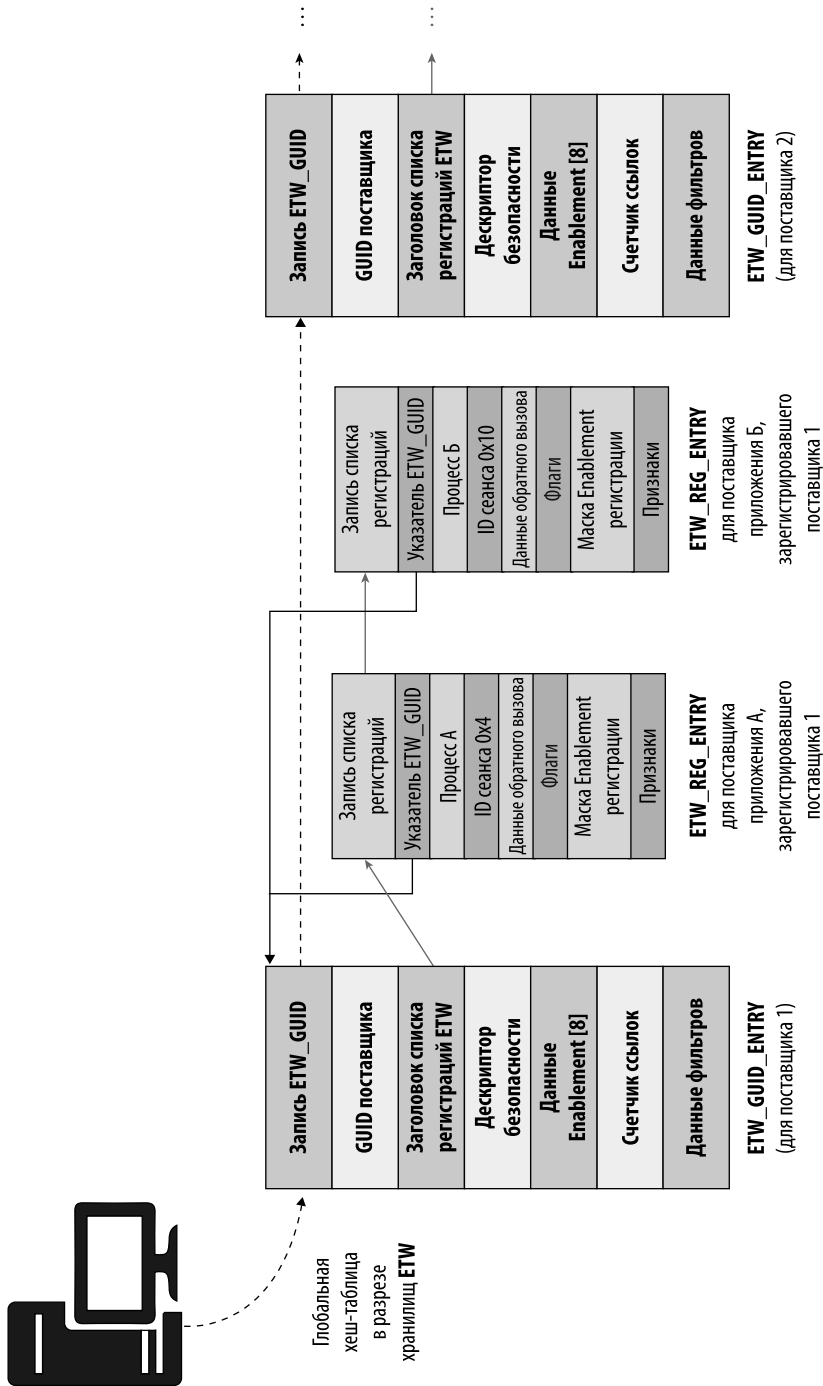 Глобальная
хеш-таблица
в разрезе
хранилищ ETW
Запись ETW_GUID
GUID поставщика
Заголовок списка
регистраций ETW
Дескриптор
безопасности
Данные
Enablement [8]
Счетчик ссылок
Данные фильтров
ETW_GUID_ENTRY
(для поставщика 1)
Запись списка
регистраций
Указатель ETW_GUID
Процесс А
ID сеанса 0x4
Данные обратного вызова
Флаги
Маска Enablement
регистрации
Признаки
ETW_REG_ENTRY
для поставщика
приложения А,
зарегистрировавшего
поставщика 1
Запись списка
регистраций
Указатель ETW_GUID
Процесс Б
ID сеанса 0x10
Данные обратного вызова
Флаги
Маска Enablement
регистрации
Признаки
ETW_REG_ENTRY
для поставщика
приложения Б,
зарегистрировавшего
поставщика 1
Запись ETW_GUID
GUID поставщика
Заголовок списка
регистраций ETW
Дескриптор
безопасности
Данные
Enablement [8]
Счетчик ссылок
Данные фильтров
ETW_GUID_ENTRY
(для поставщика 2)
...
...